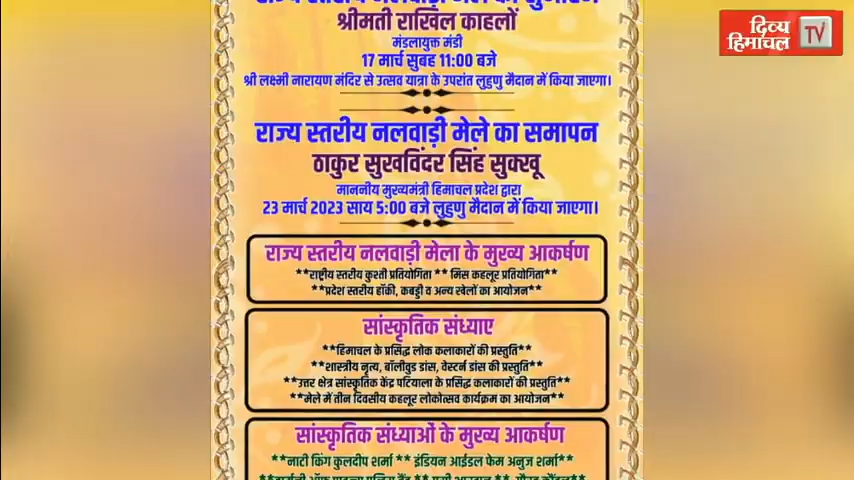 दिव्य
हिमाचल TV
राज्य स्तरीय नलवाड़ी मेले का शुभारंभ
श्रीमती राखिल काहलों
मंडलायुक्त मंडी
17 मार्च सुबह 11:00 बजे
श्री लक्ष्मी नारायण मंदिर से उत्सव यात्रा के उपरांत लुहुणु मैदान में किया जाएगा।
राज्य स्तरीय नलवाड़ी मेले का समापन
ठाकुर सुखविंदर सिंह सुक्खू
माननीय मुख्यमंत्री हिमाचल प्रदेश द्वारा
23 मार्च 2023 साय 5:00 बजे लुहुणु मैदान में किया जाएगा।
राज्य स्तरीय नलवाड़ी मेला के मुख्य आकर्षण
**राष्ट्रीय स्तरीय कुश्ती प्रतियोगिता ** मिस कहलूर प्रतियोगिता**
**प्रदेश स्तरीय हॉकी, कबड्डी व अन्य खेलों का आयोजन**
सांस्कृतिक संध्याए
**हिमाचल के प्रसिद्ध लोक कलाकारों की प्रस्तुति**
**शास्त्रीय नृत्य, बॉलीवुड डांस, वेस्टर्न डांस की प्रस्तुति**
**उत्तर क्षेत्र सांस्कृतिक केंद्र पटियाला के प्रसिद्ध कलाकारों की प्रस्तुति**
**मेले में तीन दिवसीय कहलूर लोकोत्सव कार्यक्रम का आयोजन**
सांस्कृतिक संध्याओं के मुख्य आकर्षण
**नाटी किंग कुलदीप शर्मा ** इंडियन आईडल फेम अनुज शर्मा**